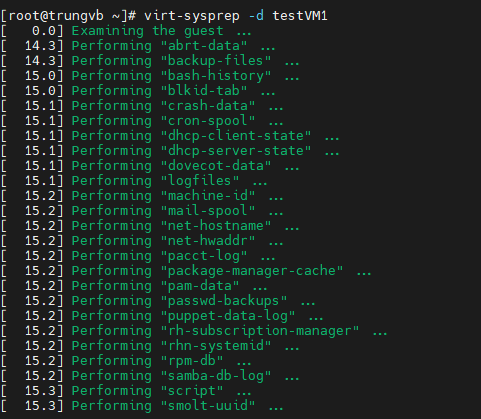 [root@trungvb ~]# virt-sysprep -d testVM1
[   0.0] Examining the guest ...
[  14.3] Performing "abrt-data" ...
[  14.3] Performing "backup-files" ...
[  15.0] Performing "bash-history" ...
[  15.0] Performing "blkid-tab" ...
[  15.1] Performing "crash-data" ...
[  15.1] Performing "cron-spool" ...
[  15.1] Performing "dhcp-client-state" ...
[  15.1] Performing "dhcp-server-state" ...
[  15.1] Performing "dovecot-data" ...
[  15.1] Performing "logfiles" ...
[  15.2] Performing "machine-id" ...
[  15.2] Performing "mail-spool" ...
[  15.2] Performing "net-hostname" ...
[  15.2] Performing "net-hwaddr" ...
[  15.2] Performing "pacct-log" ...
[  15.2] Performing "package-manager-cache" ...
[  15.2] Performing "pam-data" ...
[  15.2] Performing "passwd-backups" ...
[  15.2] Performing "puppet-data-log" ...
[  15.2] Performing "rh-subscription-manager" ...
[  15.2] Performing "rhn-systemid" ...
[  15.2] Performing "rpm-db" ...
[  15.2] Performing "samba-db-log" ...
[  15.3] Performing "script" ...
[  15.3] Performing "smolt-uuid" ...